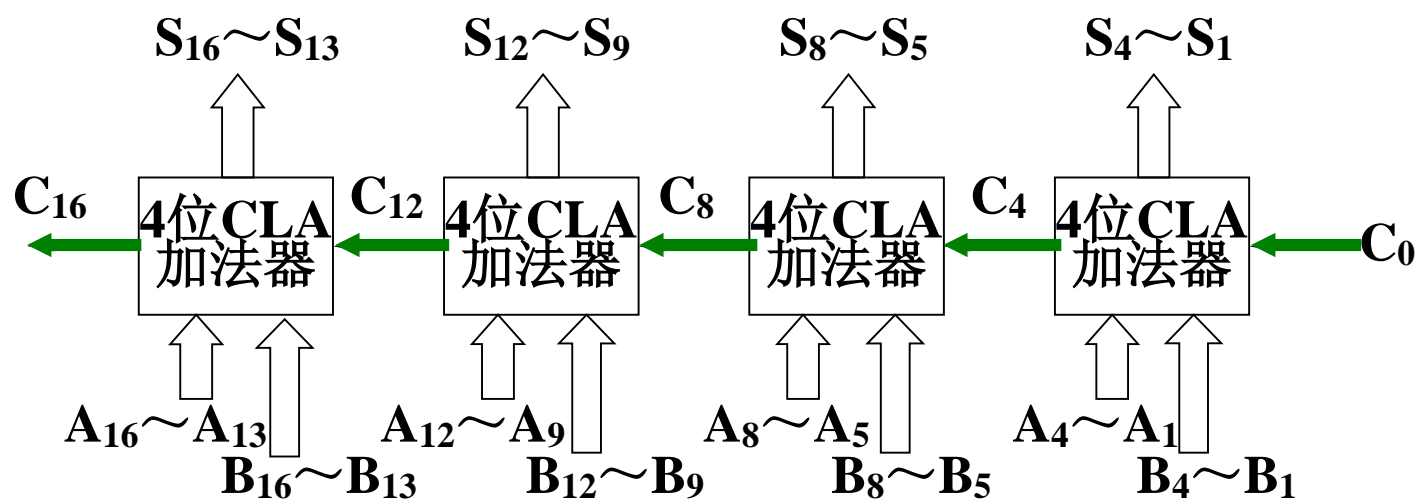 S₁₆～S₁₃ S₁₂～S₉ S₈～S₅ S₄～S₁
C₁₆ 4位CLA加法器 C₁₂ 4位CLA加法器 C₈ 4位CLA加法器 C₄ 4位CLA加法器 C₀
A₁₆～A₁₃ A₁₂～A₉ A₈～A₅ A₄～A₁
B₁₆～B₁₃ B₁₂～B₉ B₈～B₅ B₄～B₁